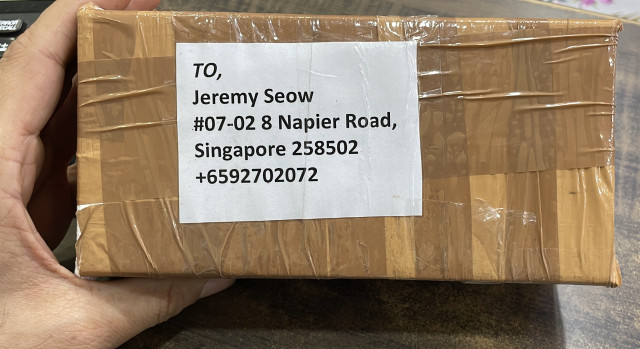 TO,
Jeremy Seow
#07-02 8 Napier Road,
Singapore 258502
+6592702072